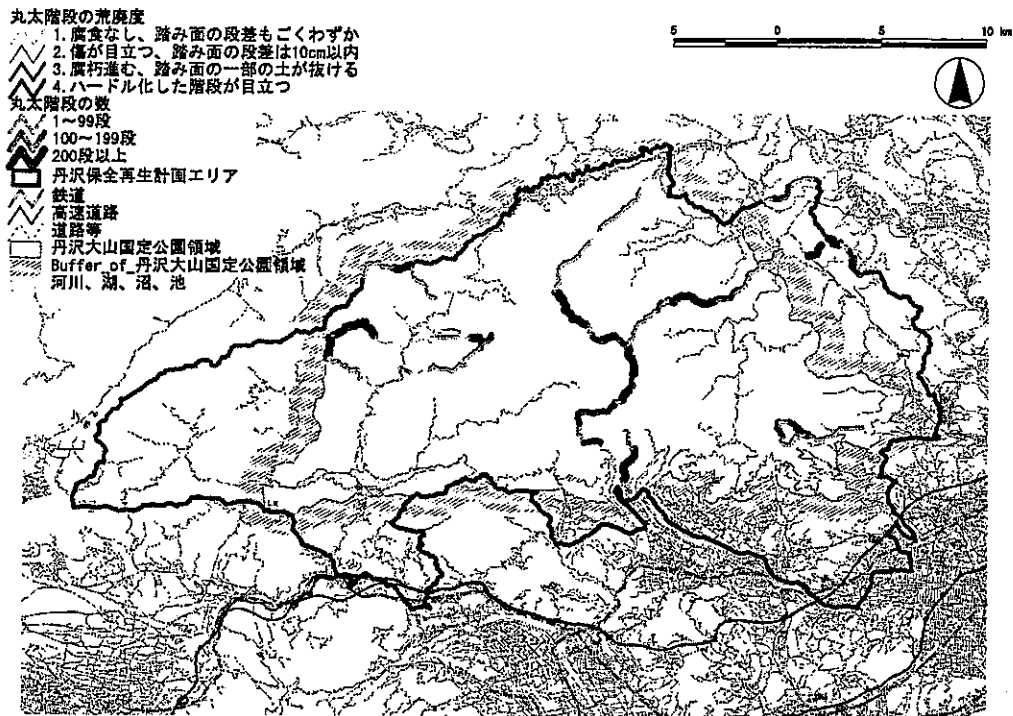 丸太階段の荒廃度
1. 腐食なし、踏み面の段差もごくわずか
2. 傷が目立つ、踏み面の段差は10cm以内
3. 腐朽進む、踏み面の一部の土が抜ける
4. ハードル化した階段が目立つ
丸太階段の数
1～99段
100～199段
200段以上
丹沢保全再生計画エリア
鉄道
高速道路
道路等
丹沢大山国定公園領域
Buffer_of_丹沢大山国定公園領域
河川、湖、沼、池
5 0 5 10 km